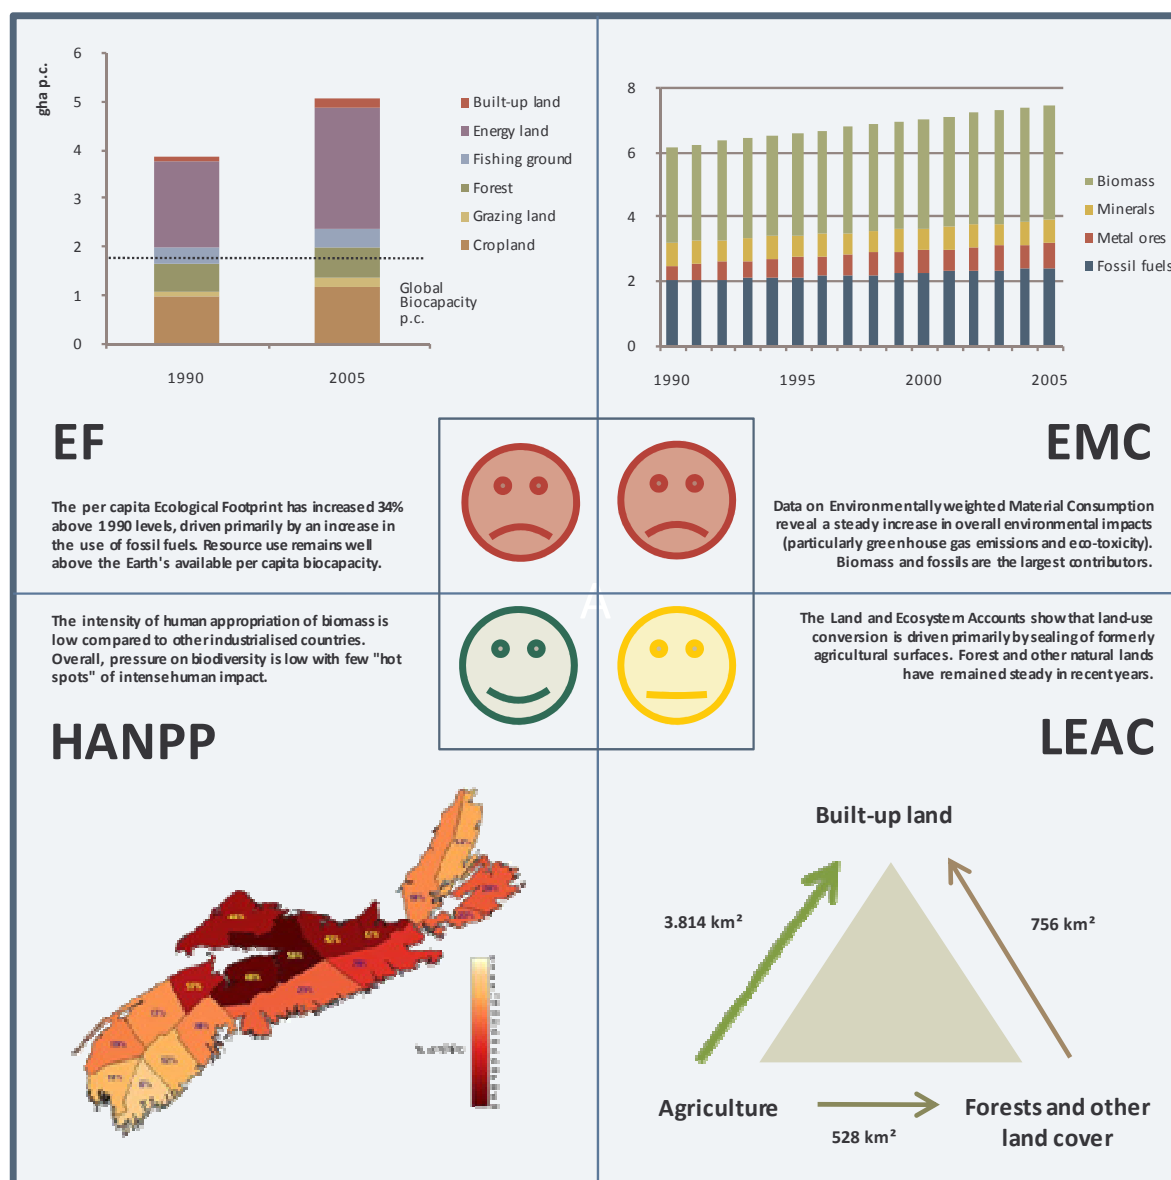 6
5
4
3
2
1
0
gha p.c.
1990
2005
Built-up land
Energy land
Fishing ground
Forest
Grazing land
Cropland
Global
Biocapacity
p.c.
8
6
4
2
0
1990
1995
2000
2005
Biomass
Minerals
Metal ores
Fossil fuels
EF
The per capita Ecological Footprint has increased 34%
above 1990 levels, driven primarily by an increase in
the use of fossil fuels. Resource use remains well
above the Earth's available per capita biocapacity.
EMC
Data on Environmentally weighted Material Consumption
reveal a steady increase in overall environmental impacts
(particularly greenhouse gas emissions and eco-toxicity).
Biomass and fossils are the largest contributors.
A
The intensity of human appropriation of biomass is
low compared to other industrialised countries.
Overall, pressure on biodiversity is low with few "hot
spots" of intense human impact.
HANPP
The Land and Ecosystem Accounts show that land-use
conversion is driven primarily by sealing of formerly
agricultural surfaces. Forest and other natural lands
have remained steady in recent years.
LEAC
Built-up land
3.814 km²
756 km²
Agriculture
528 km²
Forests and other
land cover